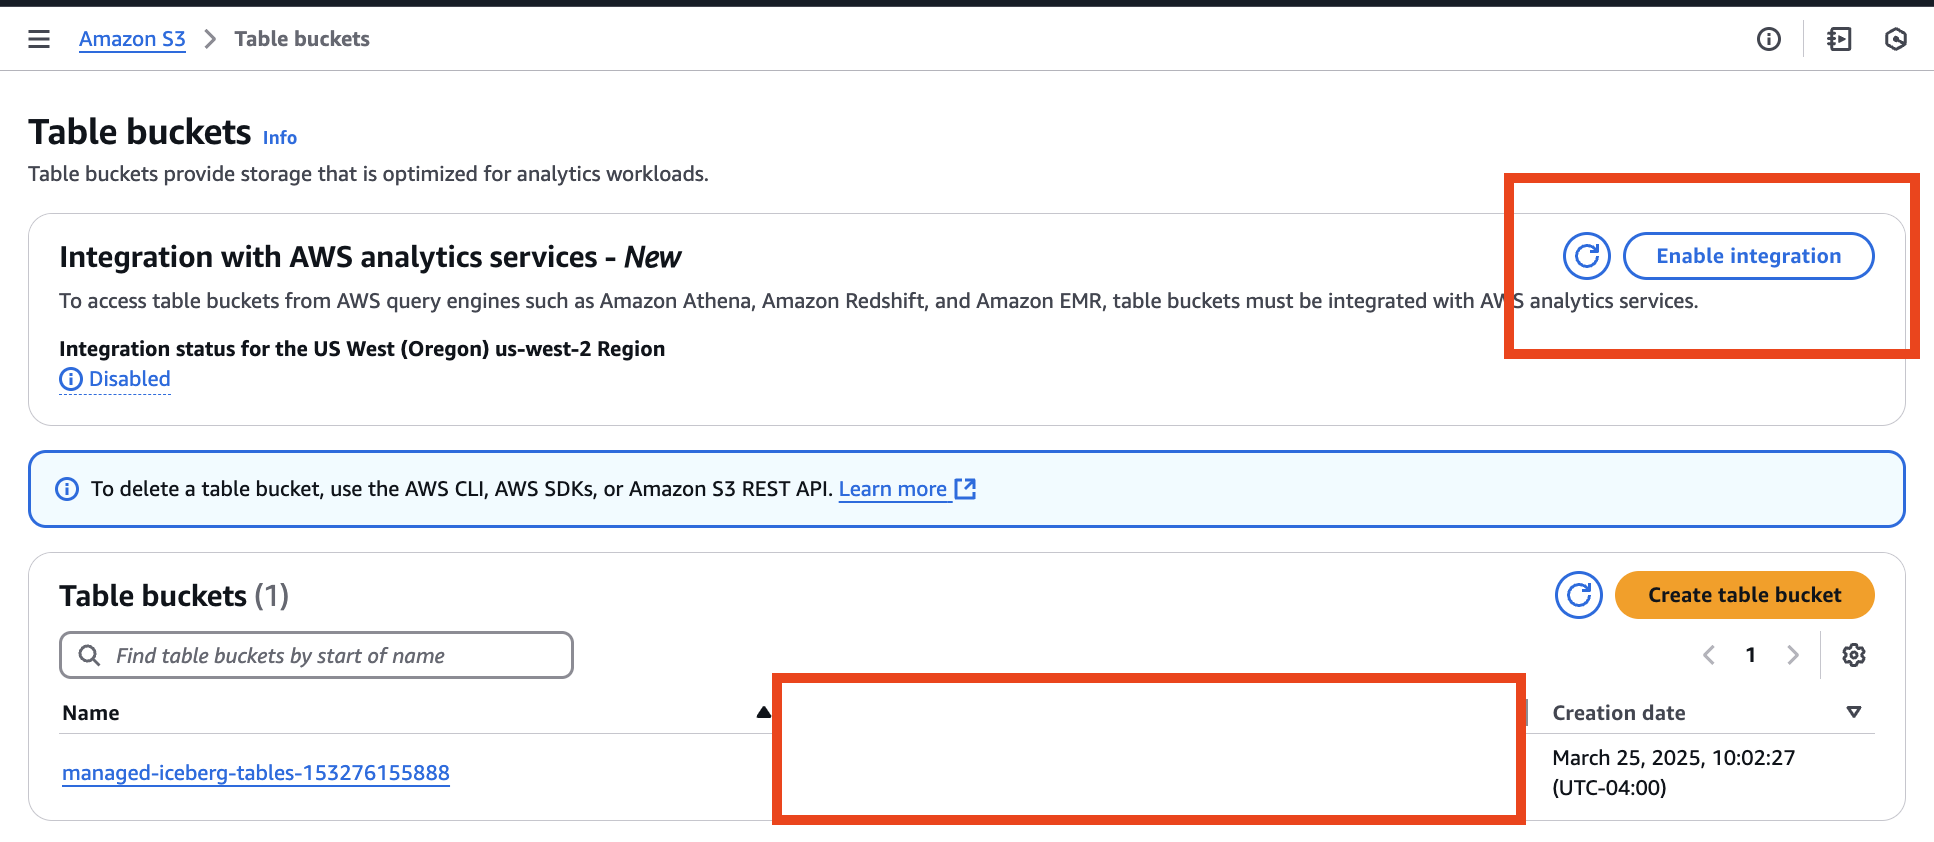 Amazon S3 > Table buckets
Table buckets Info
Table buckets provide storage that is optimized for analytics workloads.
Integration with AWS analytics services - New
Enable integration
To access table buckets from AWS query engines such as Amazon Athena, Amazon Redshift, and Amazon EMR, table buckets must be integrated with AWS analytics services.
Integration status for the US West (Oregon) us-west-2 Region
Disabled
To delete a table bucket, use the AWS CLI, AWS SDKs, or Amazon S3 REST API. Learn more
Table buckets (1)
Create table bucket
Find table buckets by start of name
1
Name
Creation date
managed-iceberg-tables-153276155888
March 25, 2025, 10:02:27
(UTC-04:00)